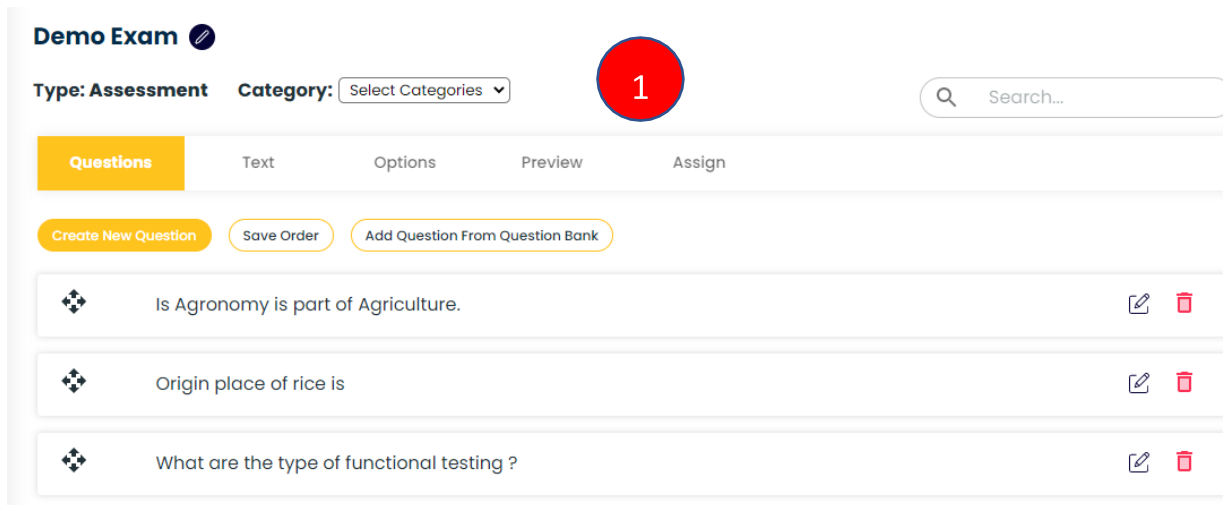 Demo Exam
1
Type: Assessment Category: Select Categories
Search...
Questions Text Options Preview Assign
Create New Question Save Order Add Question From Question Bank
Is Agronomy is part of Agriculture.
Origin place of rice is
What are the type of functional testing ?